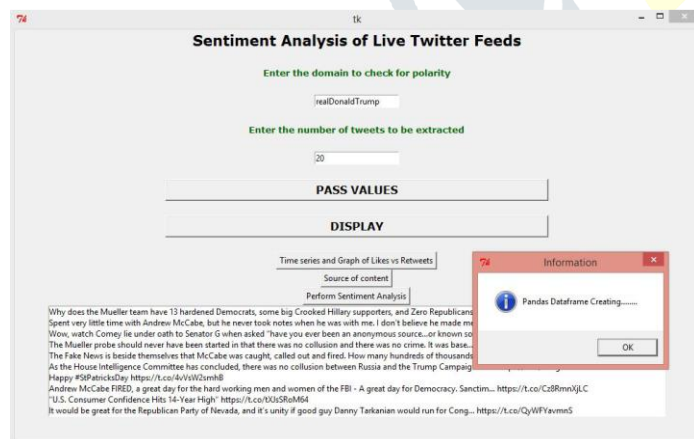 tk
Sentiment Analysis of Live Twitter Feeds
Enter the domain to check for polarity
realDonaldTrump
Enter the number of tweets to be extracted
20
PASS VALUES
DISPLAY
Time series and Graph of Likes vs Retweets
Source of content
Perform Sentiment Analysis
Information
Pandas Dataframe Creating........
OK
Why does the Mueller team have 13 hardened Democrats, some big Crooked Hillary supporters, and Zero Republicans
Spent very little time with Andrew McCabe, but he never took notes when he was with me. I don't believe he made me
Wow, watch Comey lie under oath to Senator G when asked "have you ever been an anonymous source...or known so
The Mueller probe should never have been started in that there was no collusion and there was no crime. It was base...
The Fake News is beside themselves that McCabe was caught, called out and fired. How many hundreds of thousands
As the House Intelligence Committee has concluded, there was no collusion between Russia and the Trump Campaig
Happy #StPatricksDay https://t.co/4vVsW2smhB
Andrew McCabe FIRED, a great day for the hard working men and women of the FBI - A great day for Democracy. Sanctim... https://t.co/Cz8RmnXjLC
"U.S. Consumer Confidence Hits 14-Year High" https://t.co/tXJsSRoM64
It would be great for the Republican Party of Nevada, and it's unity if good guy Danny Tarkanian would run for Cong... https://t.co/QyWFYavmnS